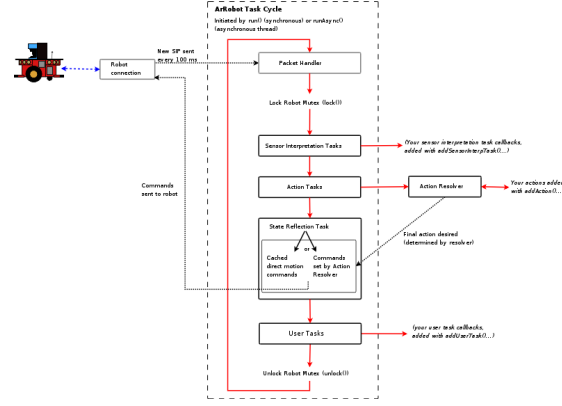 ArRobot Task Cycle
Initiated by run() (synchronous) or runAsync()
(asynchronous thread)
New SIP sent
every 100 ms
Robot
connection
Packet Handler
Lock Robot Mutex (lock())
Sensor Interpretation Tasks
(Your sensor interpretation task callbacks,
added with addSensorInterpTask()...)
Action Tasks
Action Resolver
Your actions added
with addAction()...
Commands
sent to robot
State Reflection Task
or
Cached
direct motion
commands
Commands
set by Action
Resolver
Final action desired
(determined by resolver)
User Tasks
(your user task callbacks,
added with addUserTask()...)
Unlock Robot Mutex (unlock())